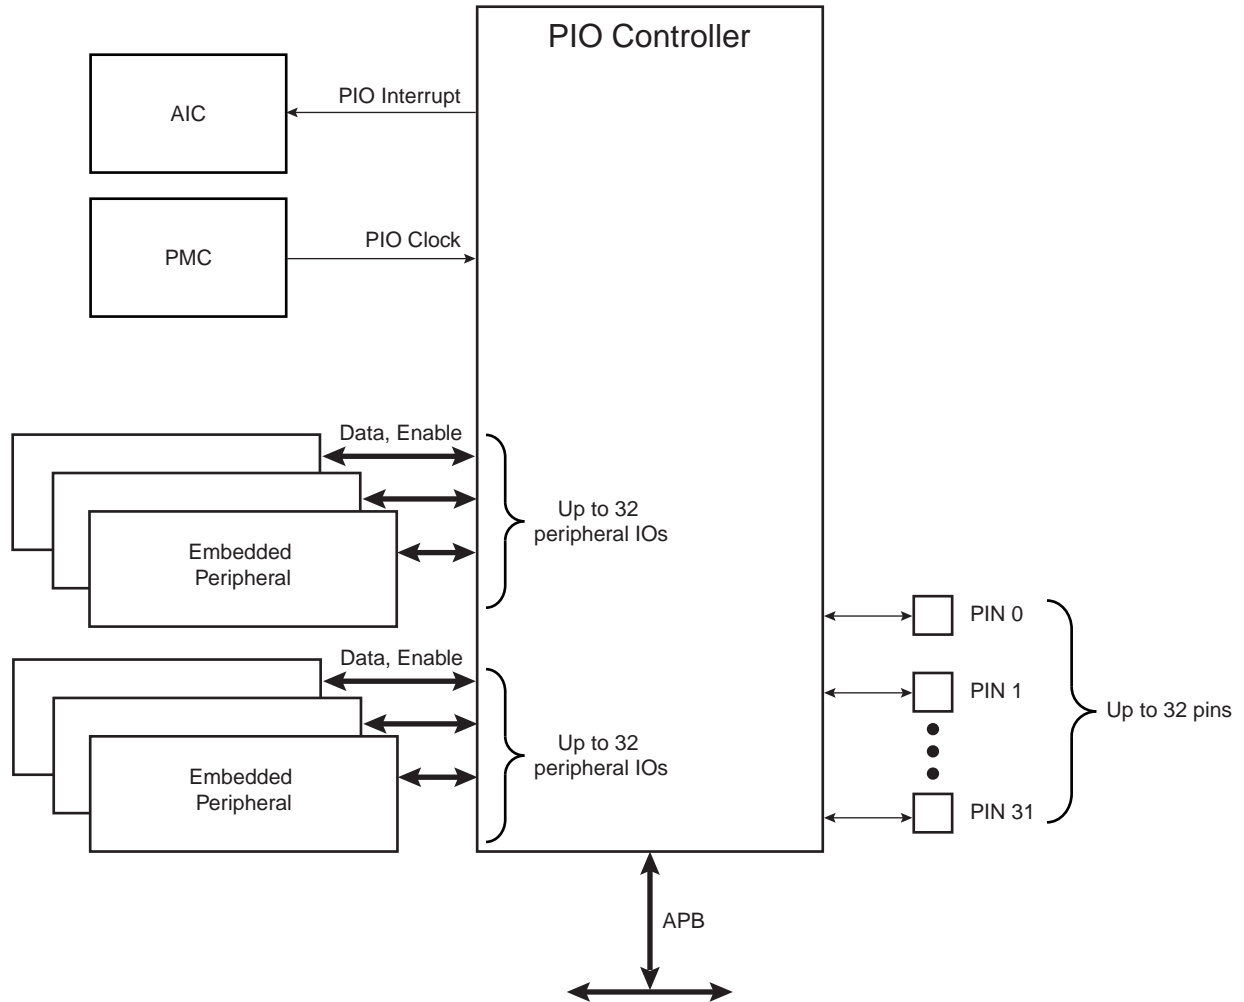 PIO Controller
PIO Interrupt
AIC
PIO Clock
PMC
Data, Enable
Up to 32
peripheral IOs
Embedded
Peripheral
PIN 0
Data, Enable
PIN 1
Up to 32 pins
Up to 32
peripheral IOs
Embedded
Peripheral
PIN 31
APB